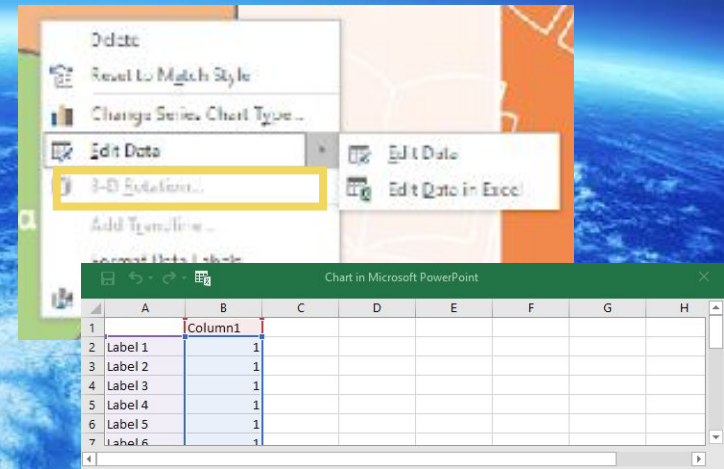 Delete
Reset to Match Style
Change Series Chart Type...
Edit Data
Edit Data
3-D Rotation...
Edit Data in Excel
Add Trendline...
Format Data Labels
Chart in Microsoft PowerPoint
A B C D E F G H
1 Column1
2 Label 1 1
3 Label 2 1
4 Label 3 1
5 Label 4 1
6 Label 5 1
7 Label 6 1